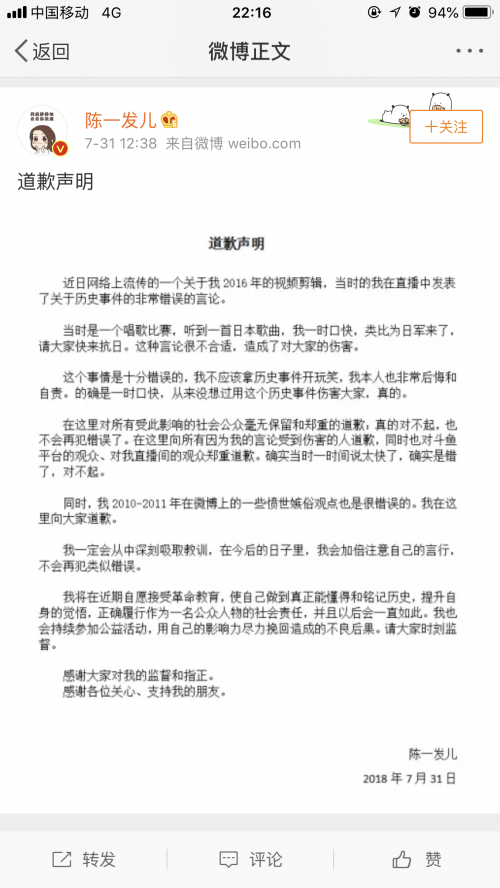 中国移动 4G 22:16 94%
返回 微博正文
陈一发儿
＋关注
7-31 12:38 来自微博 weibo.com
道歉声明
道歉声明
近日网络上流传的一个关于我 2016 年的视频剪辑，当时的我在直播中发表
了关于历史事件的非常错误的言论。
当时是一个唱歌比赛，听到一首日本歌曲，我一时口快，类比为日军来了，
请大家快来抗日。这种言论很不合适，造成了对大家的伤害。
这个事情是十分错误的，我不应该拿历史事件开玩笑，我本人也非常后悔和
自责。的确是一时口快，从来没想过用这个历史事件伤害大家，真的。
在这里对所有受此影响的社会公众毫无保留和郑重的道歉，真的对不起，也
不会再犯错误了。在这里向所有因为我的言论受到伤害的人道歉，同时也对斗鱼
平台的观众、对我直播间的观众郑重道歉。确实当时一时间说太快了，确实是错
了，对不起。
同时，我 2010-2011 年在微博上的一些愤世嫉俗观点也是很错误的。我在这
里向大家道歉。
我一定会从中深刻吸取教训，在今后的日子里，我会加倍注意自己的言行，
不会再犯类似错误。
我将在近期自愿接受革命教育，使自己做到真正能懂得和铭记历史，提升自
身的觉悟，正确履行作为一名公众人物的社会责任，并且以后会一直如此。我也
会持续参加公益活动，用自己的影响力尽力挽回造成的不良后果。请大家时刻监
督。
感谢大家对我的监督和指正。
感谢各位关心、支持我的朋友。
陈一发儿
2018 年 7 月 31 日
转发 评论 赞